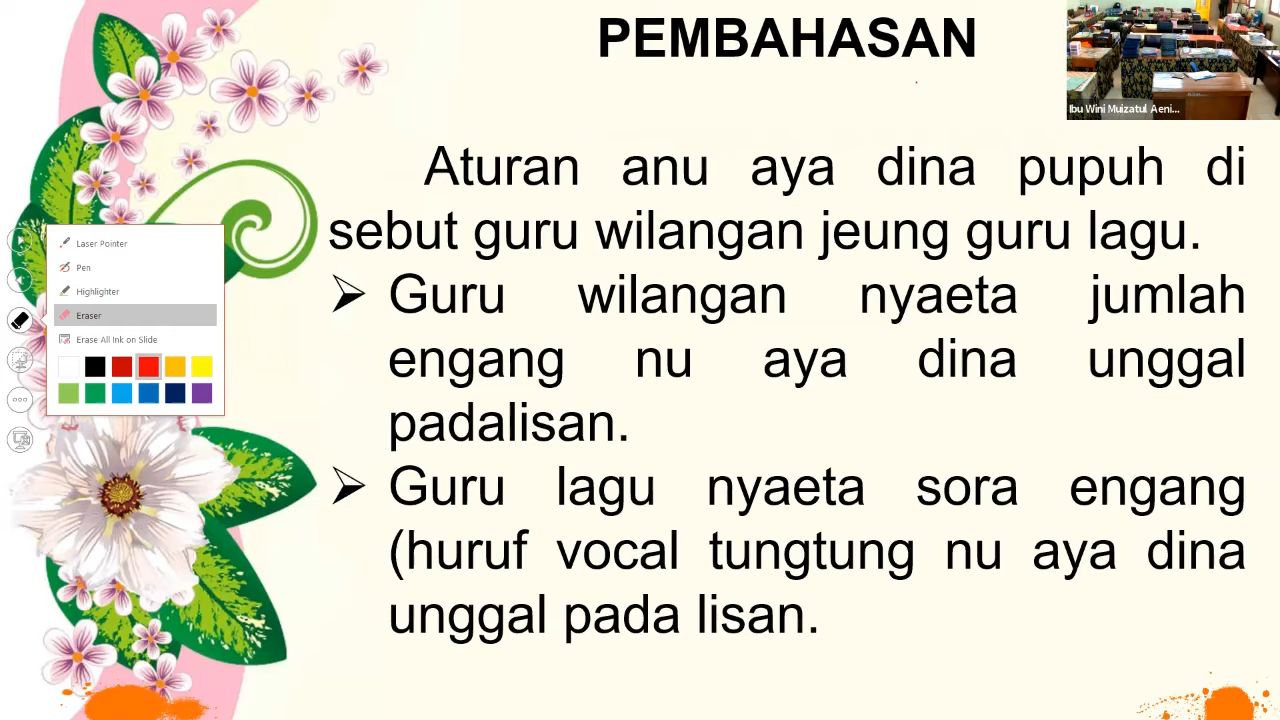 PEMBAHASAN
Ibu Wini Muizatul Aeni...
Aturan anu aya dina pupuh di
sebut guru wilangan jeung guru lagu.
➢ Guru wilangan nyaeta jumlah
engang nu aya dina unggal
padalisan.
➢ Guru lagu nyaeta sora engang
(huruf vocal tungtung nu aya dina
unggal pada lisan.
Laser Pointer
Pen
Highlighter
Eraser
Erase All Ink on Slide